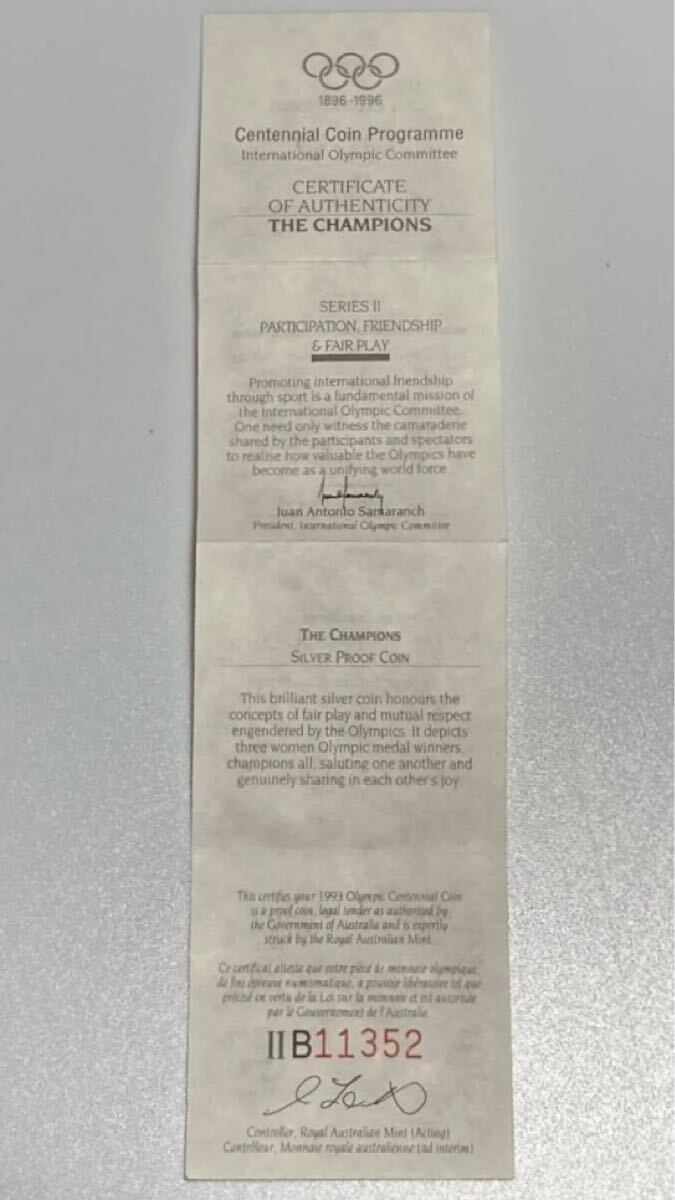 1896-1996
Centennial Coin Programme
International Olympic Committee
CERTIFICATE
OF AUTHENTICITY
THE CHAMPIONS
SERIES II
PARTICIPATION, FRIENDSHIP
& FAIR PLAY
Promoting international friendship
through sport is a fundamental mission of
the International Olympic Committee.
One need only witness the camaraderie
shared by the participants and spectators
to realise how valuable the Olympics have
become as a unifying world force
Juan Antonio Samaranch
President, International Olympic Committee
THE CHAMPIONS
SILVER PROOF COIN
This brilliant silver coin honours the
concepts of fair play and mutual respect
engendered by the Olympics. It depicts
three women Olympic medal winners,
champions all, saluting one another and
genuinely sharing in each other's joy.
This certifies your 1993 Olympic Centennial Coin
is a proof coin, legal tender as authorised by
the Government of Australia and is expertly
struck by the Royal Australian Mint.
Ce certificat atteste que votre pièce de monnaie olympique,
de fini épreuve numismatique, a pouvoir libératoire tel que
précisé en vertu de la Loi sur la monnaie et est autorisée
par le Gouvernement de l'Australie
IIB11352
Controller, Royal Australian Mint (Acting)
Contrôleur, Monnaie royale australienne (ad interim)